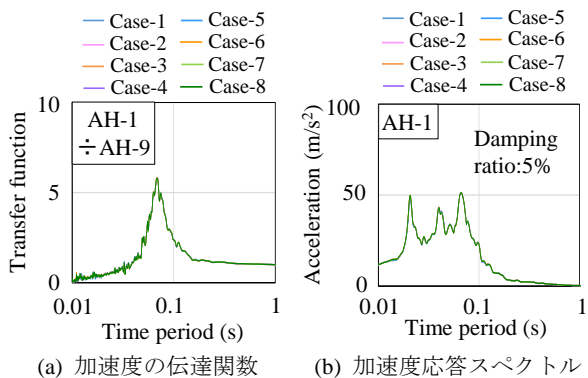 Case-1 Case-5
Case-2 Case-6
Case-3 Case-7
Case-4 Case-8
10
5
0
0.01 0.1 1
AH-1
÷AH-9
Transfer function
Time period (s)
(a) 加速度の伝達関数
Case-1 Case-5
Case-2 Case-6
Case-3 Case-7
Case-4 Case-8
100
50
0
0.01 0.1 1
AH-1
Damping
ratio:5%
Acceleration (m/s²)
Time period (s)
(b) 加速度応答スペクトル